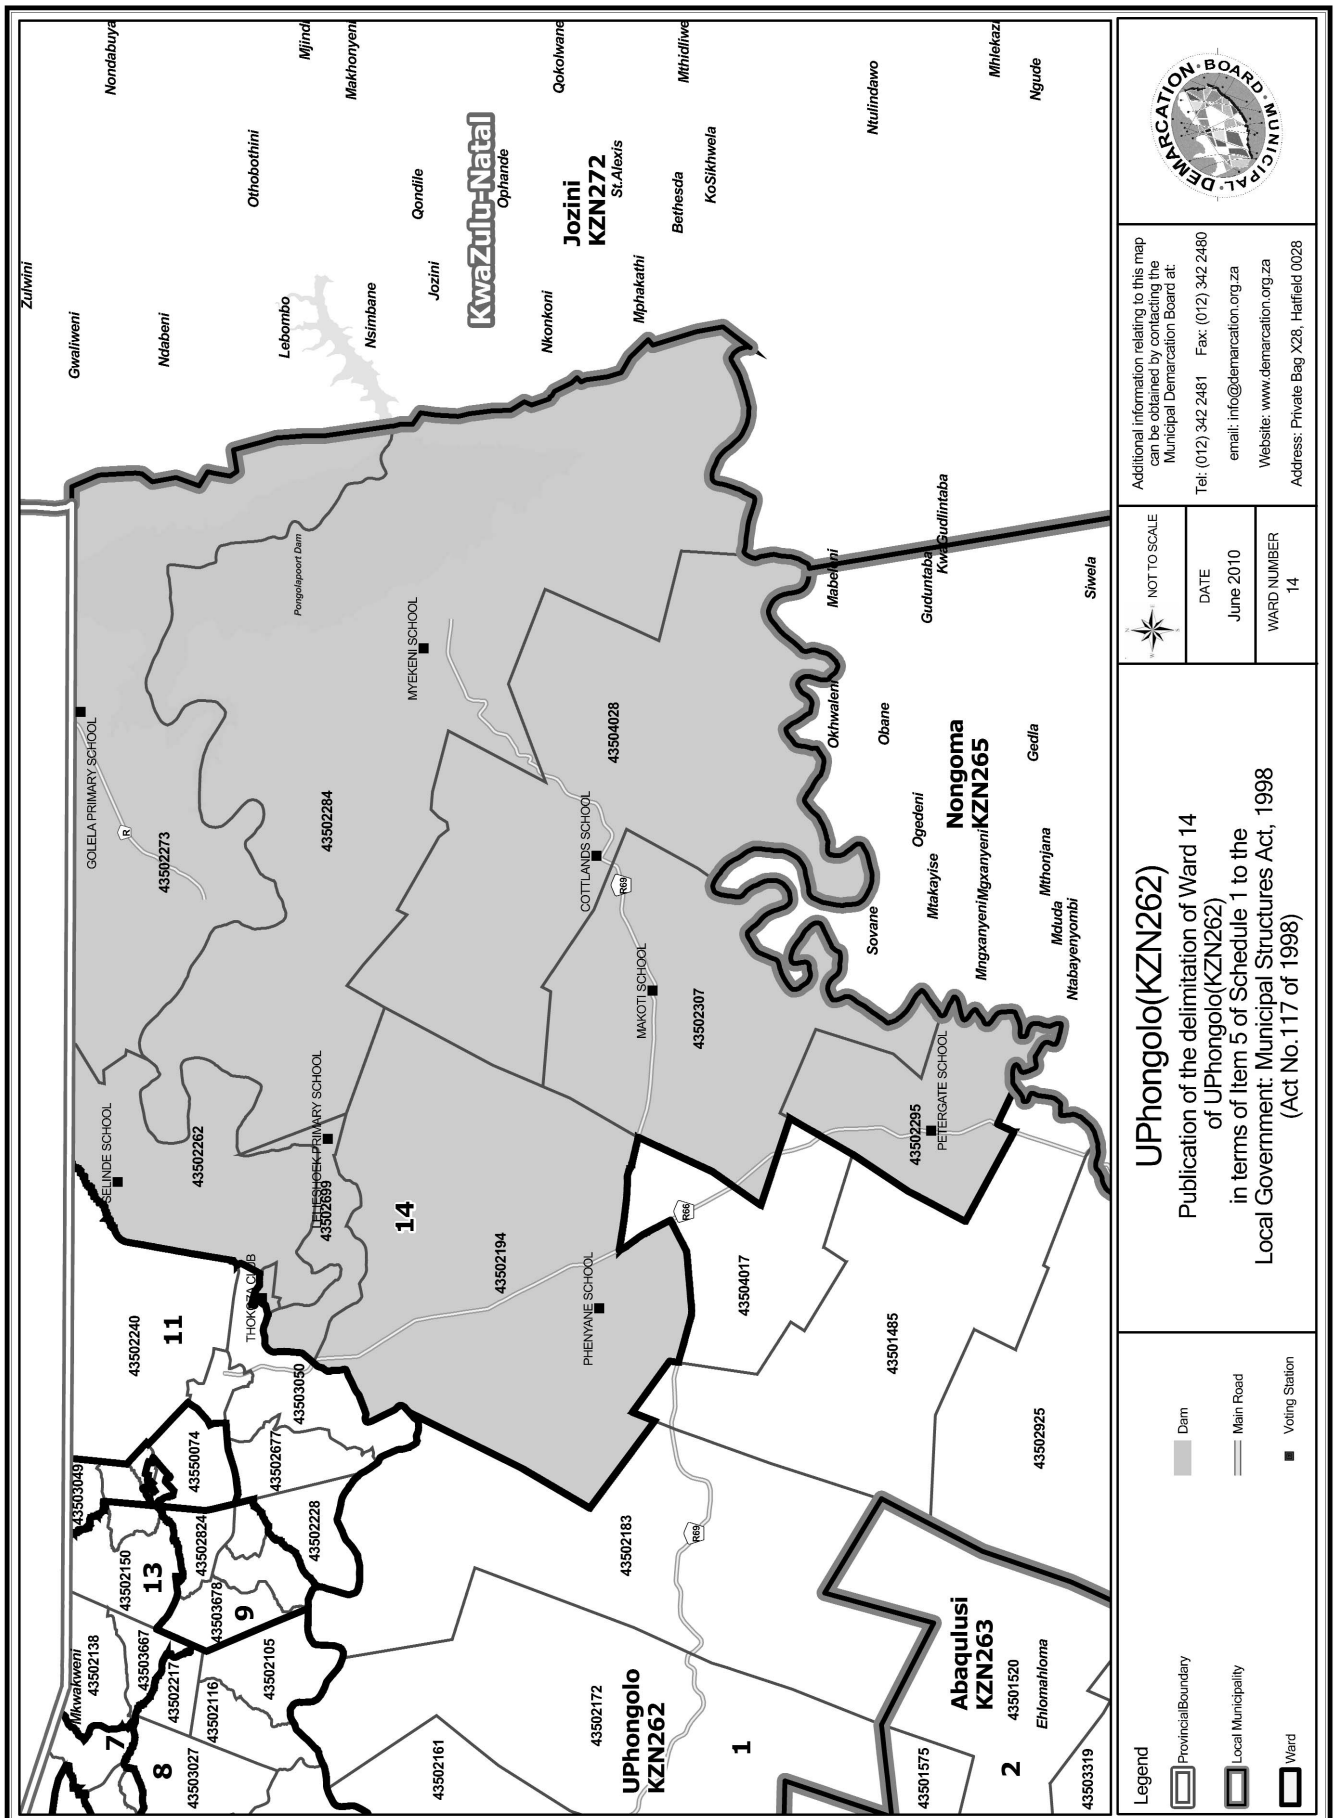 Zulwini
Nondabuya
Gwaliweni
Ndabeni
Othobothini
Mjindi
Lebombo
Makhonyeni
Nsimbane
Qondile
Jozini
KwaZulu-Natal
Ophande
Qokolwane
Nkonkoni
Jozini
KZN272
St.Alexis
Mphakathi
Bethesda
Mthidliwe
KoSikhwela
Ntulindawo
Mhlekazi
Ngude
Pongolapoort Dam
GOLELA PRIMARY SCHOOL
R
43502273
43502284
MYEKENI SCHOOL
43504028
COTTLANDS SCHOOL
R69
MAKOTI SCHOOL
43502307
Mabeleni
Guduntaba
KwaGudlintaba
Siwela
Okhwaleni
Obane
Nongoma
KZN265
Gedla
Ogedeni
Mtakayise
Sovane
Mngxanyeni
Mgxanyeni
Mthonjana
Mduda
Ntabayenyombi
SELINDE SCHOOL
43502262
LELIESHOEK PRIMARY SCHOOL
43502699
14
43502194
PHENYANE SCHOOL
R66
43502295
PETERGATE SCHOOL
THOKOZA CLUB
43502240
11
43503050
43504017
43501485
43502925
43503049
43550074
43502677
43502150
13
43502824
43502228
43503678
9
43502183
R69
Mkwakweni
43502138
43503667
43502217
43502116
43502105
7
8
43503027
43502161
43502172
UPhongolo
KZN262
1
Abaqulusi
KZN263
43501520
Ehlomahloma
43501575
2
43503319
Legend
ProvincialBoundary
Local Municipality
Ward
Dam
Main Road
Voting Station
UPhongolo(KZN262)
Publication of the delimitation of Ward 14
of UPhongolo(KZN262)
in terms of Item 5 of Schedule 1 to the
Local Government: Municipal Structures Act, 1998
(Act No.117 of 1998)
NOT TO SCALE
DATE
June 2010
WARD NUMBER
14
Additional information relating to this map
can be obtained by contacting the
Municipal Demarcation Board at:
Tel: (012) 342 2481 Fax: (012) 342 2480
email: info@demarcation.org.za
Website: www.demarcation.org.za
Address: Private Bag X28, Hatfield 0028
MUNICIPAL DEMARCATION BOARD